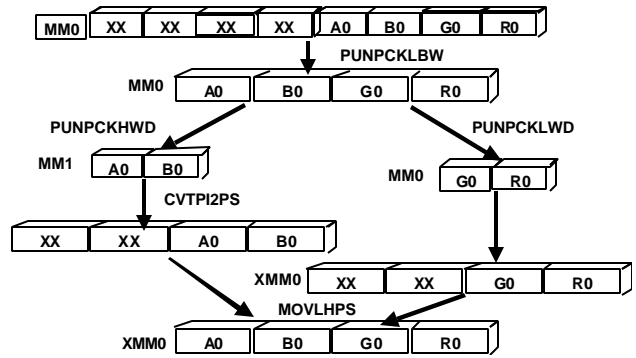 MM0 XX XX XX XX A0 B0 G0 R0
PUNPCKLBW
MM0 A0 B0 G0 R0
PUNPCKHWD PUNPCKLWD
MM1 A0 B0 MM0 G0 R0
CVTPI2PS
XX XX A0 B0
XMM0 XX XX G0 R0
MOVLHPS
XMM0 A0 B0 G0 R0